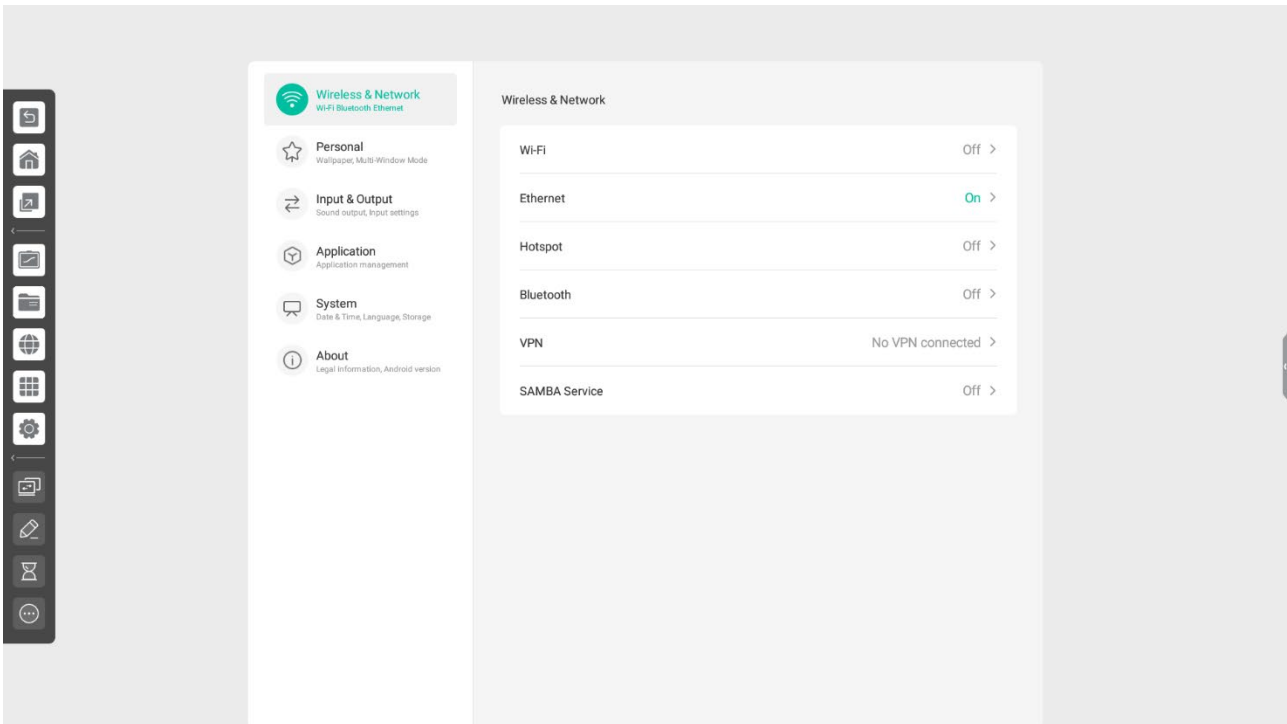 Wireless & Network
Wi-Fi Bluetooth Ethernet
Personal
Wallpaper, Multi-Window Mode
Input & Output
Sound output, Input settings
Application
Application management
System
Date & Time, Language, Storage
About
Legal information, Android version
Wireless & Network
Wi-Fi Off
Ethernet On
Hotspot Off
Bluetooth Off
VPN No VPN connected
SAMBA Service Off